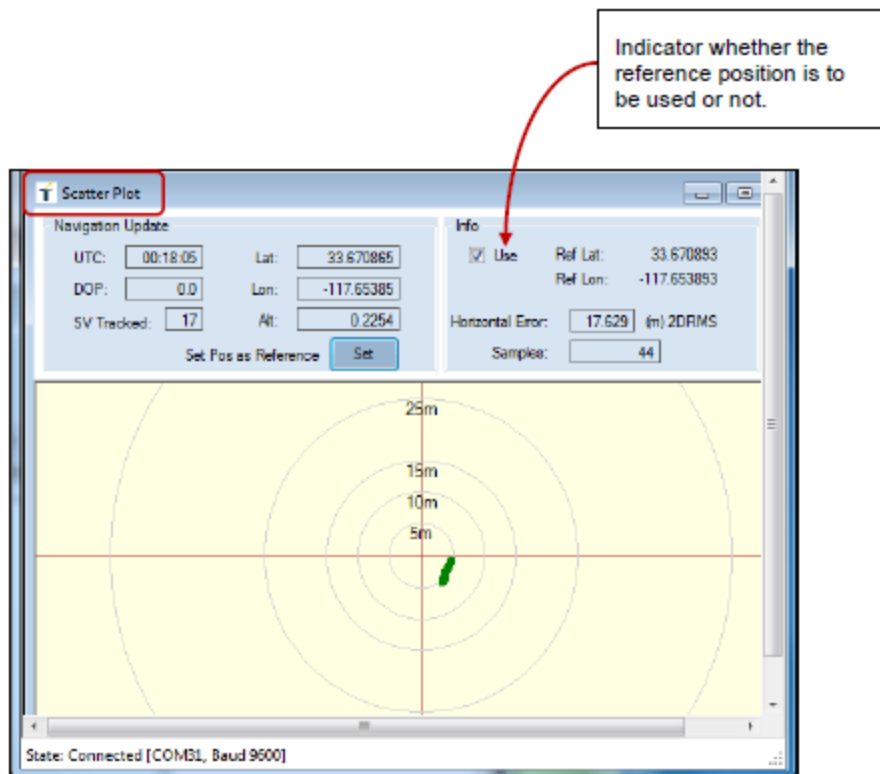 Indicator whether the
reference position is to
be used or not.
Scatter Plot
Navigation Update
UTC: 00:18:05 Lat: 33.670865
DOP: 0.0 Lon: -117.65385
SV Tracked: 17 Alt: 0.2254
Set Pos as Reference Set
Info
Use Ref Lat: 33.670893
Ref Lon: -117.653893
Horizontal Error: 17.629 (m) 2DRMS
Samples: 44
25m
15m
10m
5m
State: Connected [COM31, Baud 9600]